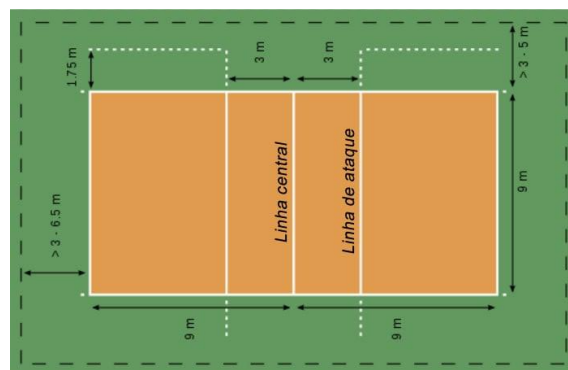 3 m
3 m
> 3 - 5 m
1.75 m
Linha central
Linha de ataque
9 m
> 3 - 6.5 m
9 m
9 m